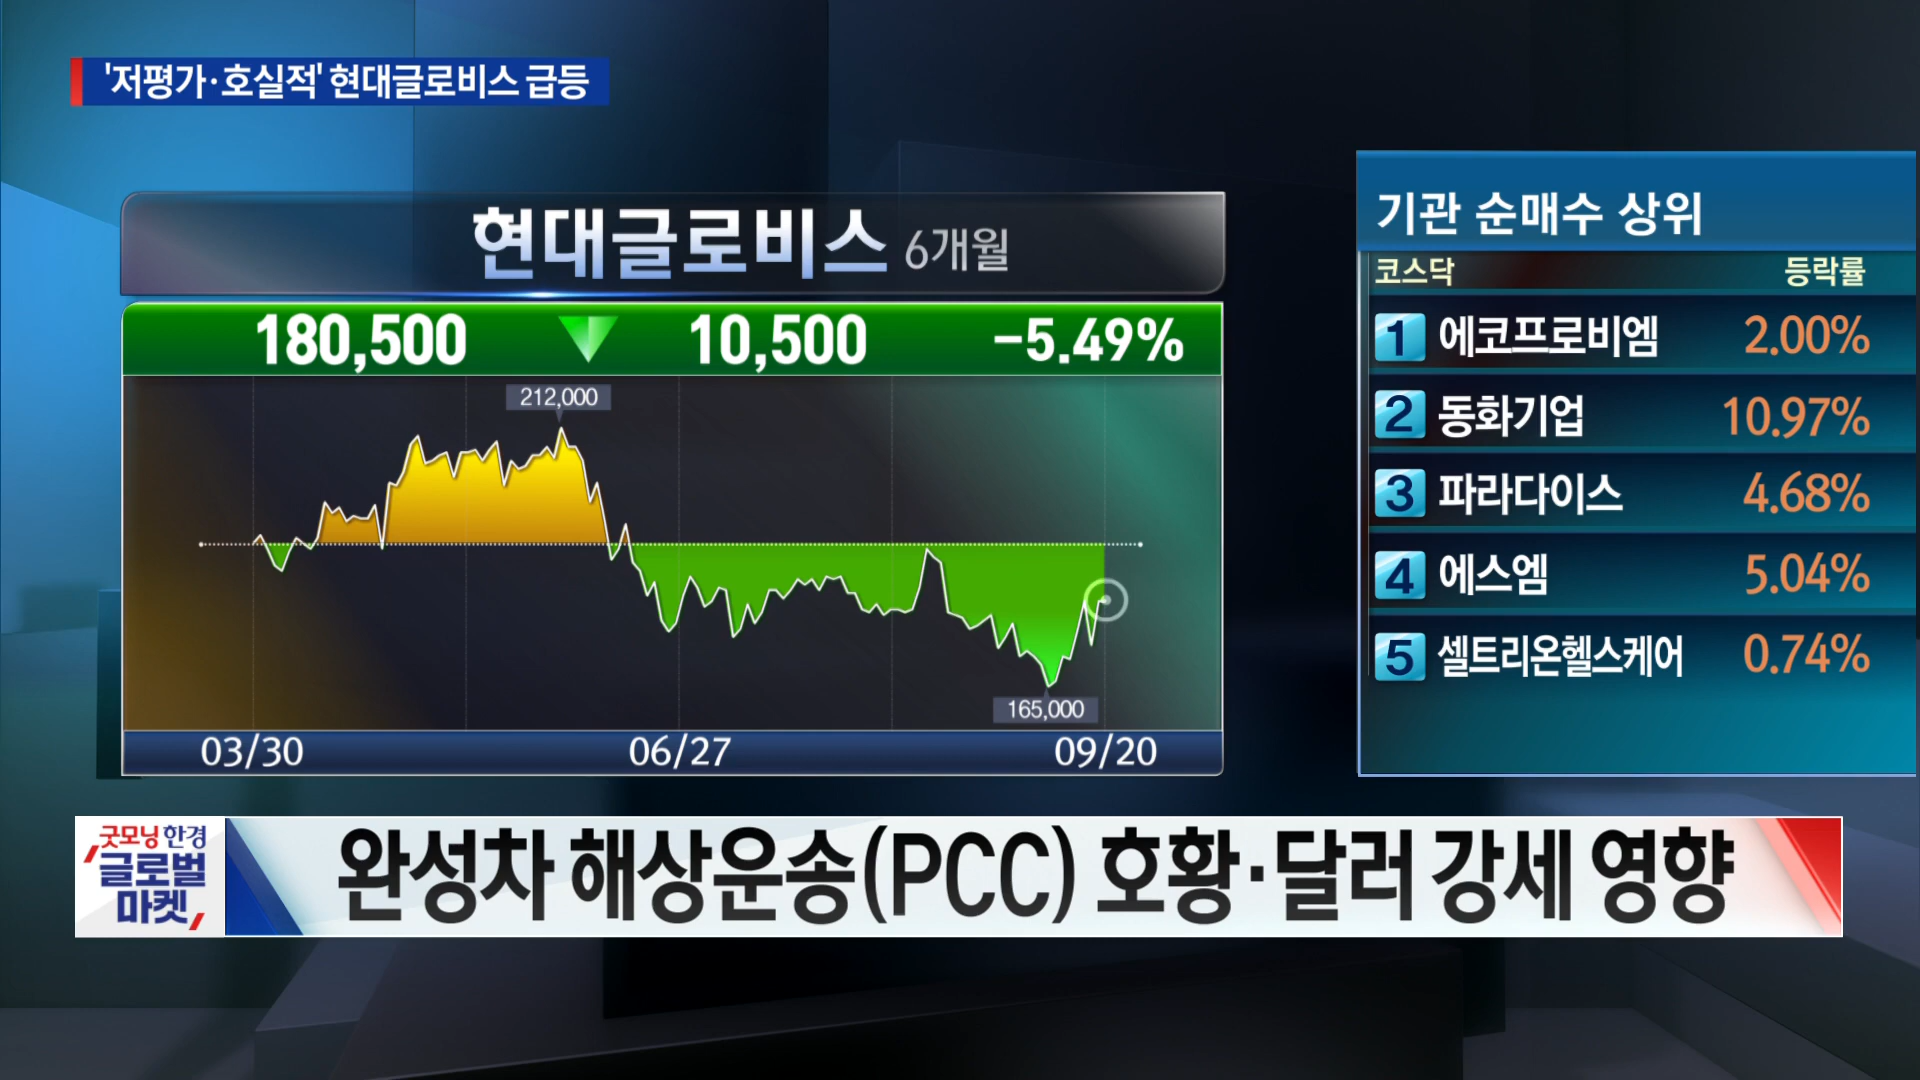 '저평가·호실적' 현대글로비스 급등
현대글로비스 6개월
180,500 ▼ 10,500 -5.49%
212,000
165,000
03/30 06/27 09/20
기관 순매수 상위
코스닥 등락률
1 에코프로비엠 2.00%
2 동화기업 10.97%
3 파라다이스 4.68%
4 에스엠 5.04%
5 셀트리온헬스케어 0.74%
굿모닝 한경
글로벌
마켓
완성차 해상운송(PCC) 호황·달러 강세 영향